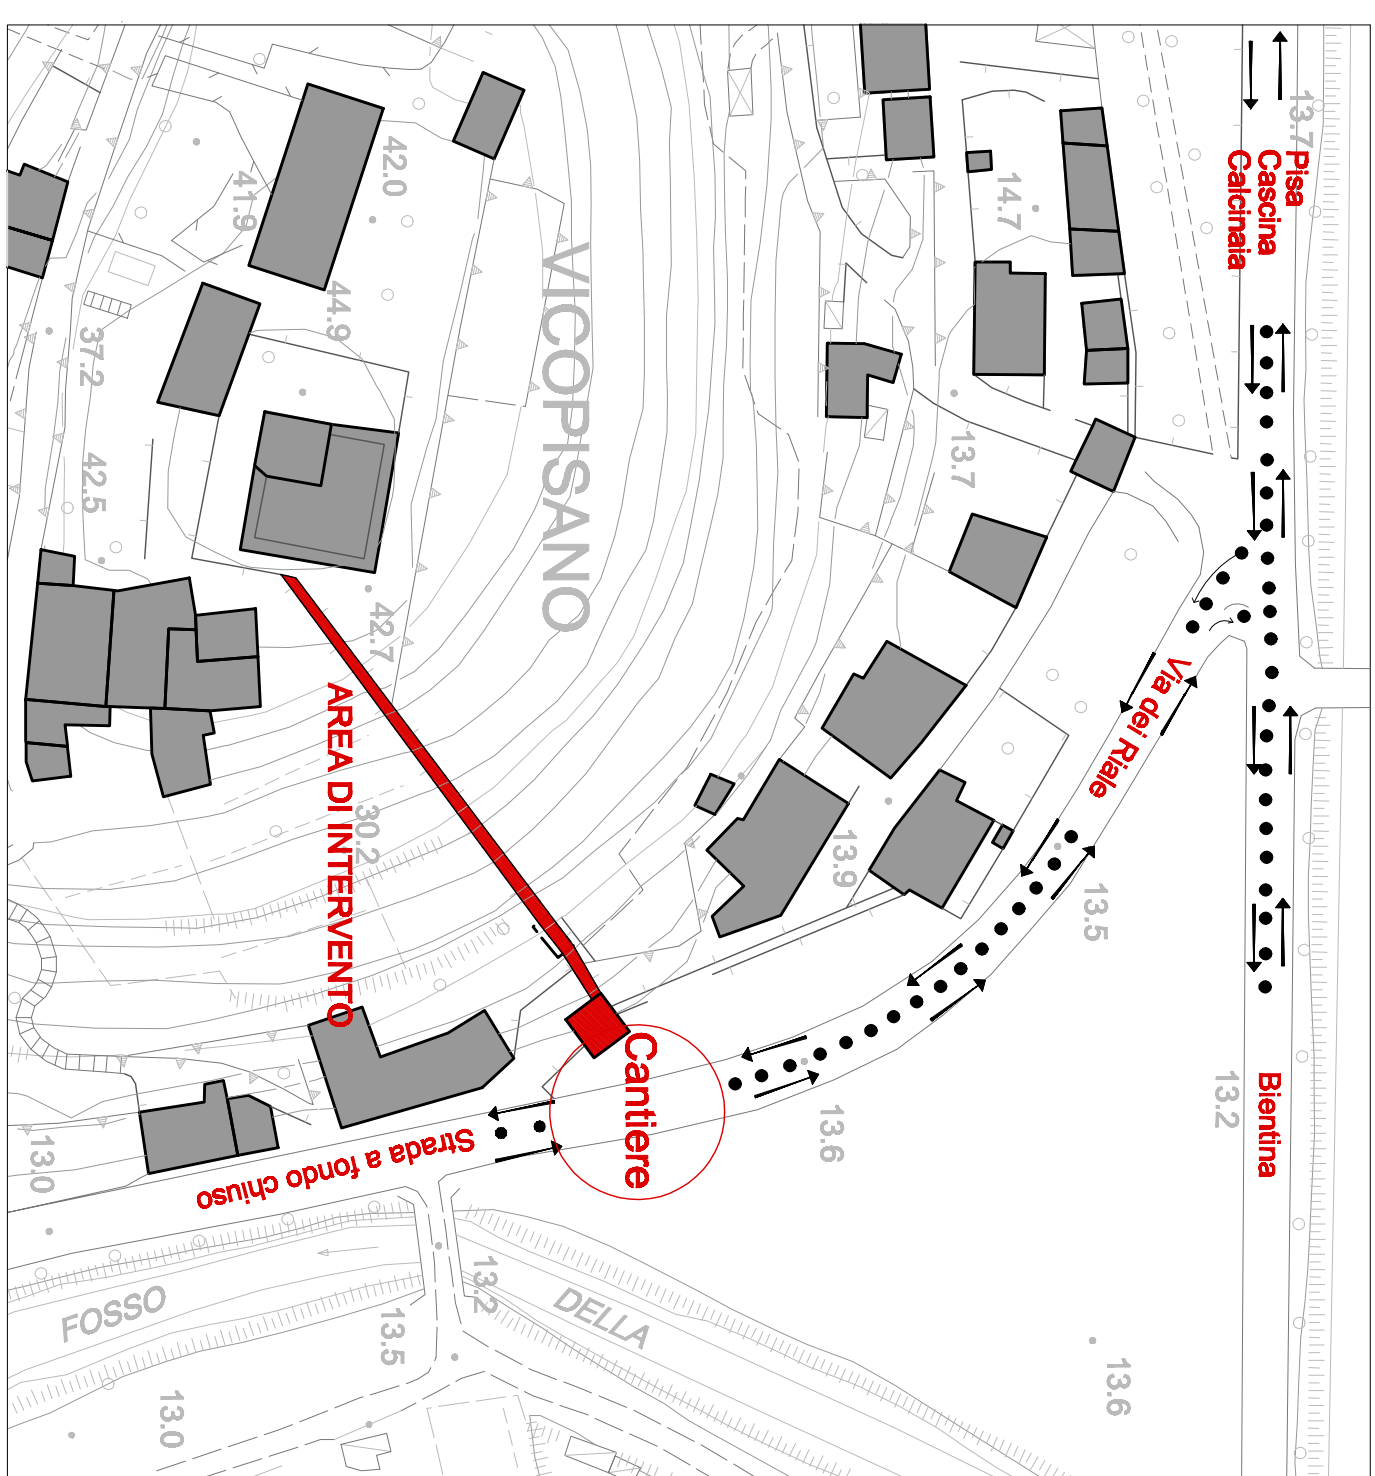 Pisa
Cascina
Calcinaia
13.7
14.7
42.0
41.9
44.9
37.2
VICOPISANO
42.5
13.7
42.7
Via dei Riale
AREA DI INTERVENTO
30.2
13.9
13.5
Cantiere
Bientina
13.2
13.6
Strada a fondo chiuso
13.0
13.2
FOSSO
DELLA
13.5
13.6
13.0